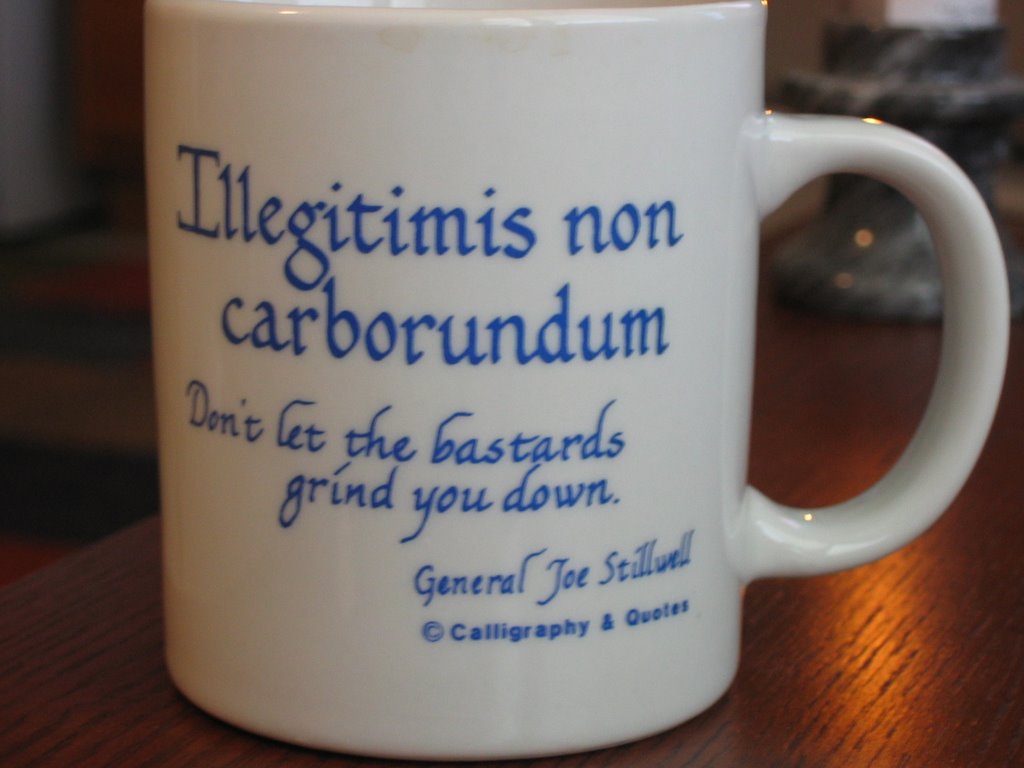 Illegitimis non
carborundum
Don't let the bastards
grind you down.
General Joe Stillwell
© Calligraphy & Quotes